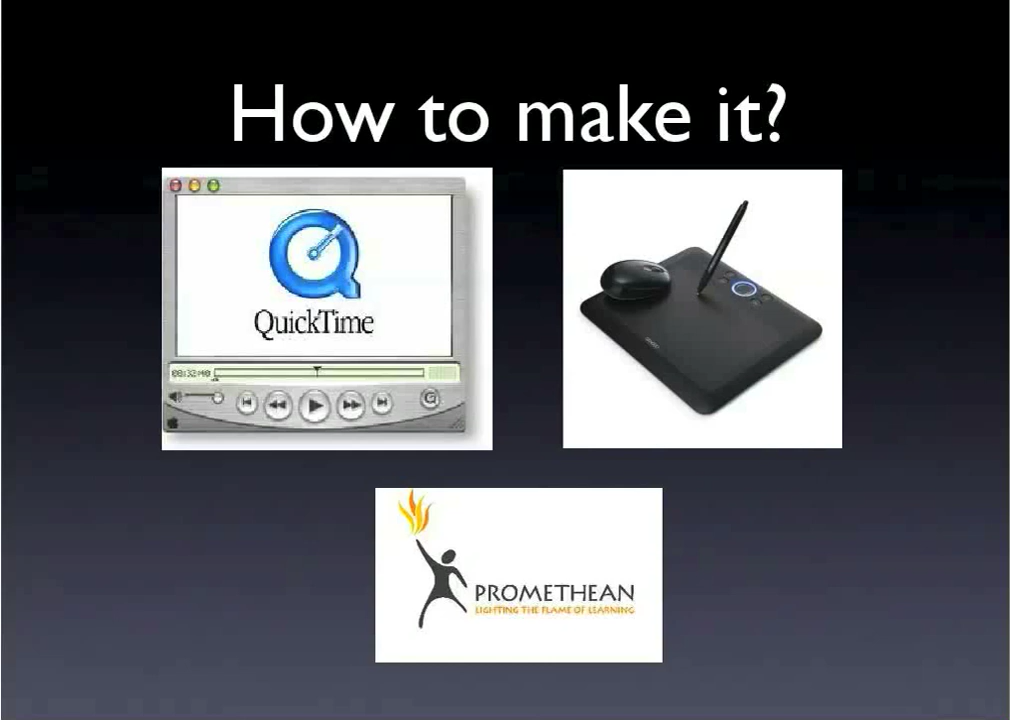 How to make it?
QuickTime
PROMETHEAN
LIGHTING THE FLAME OF LEARNING